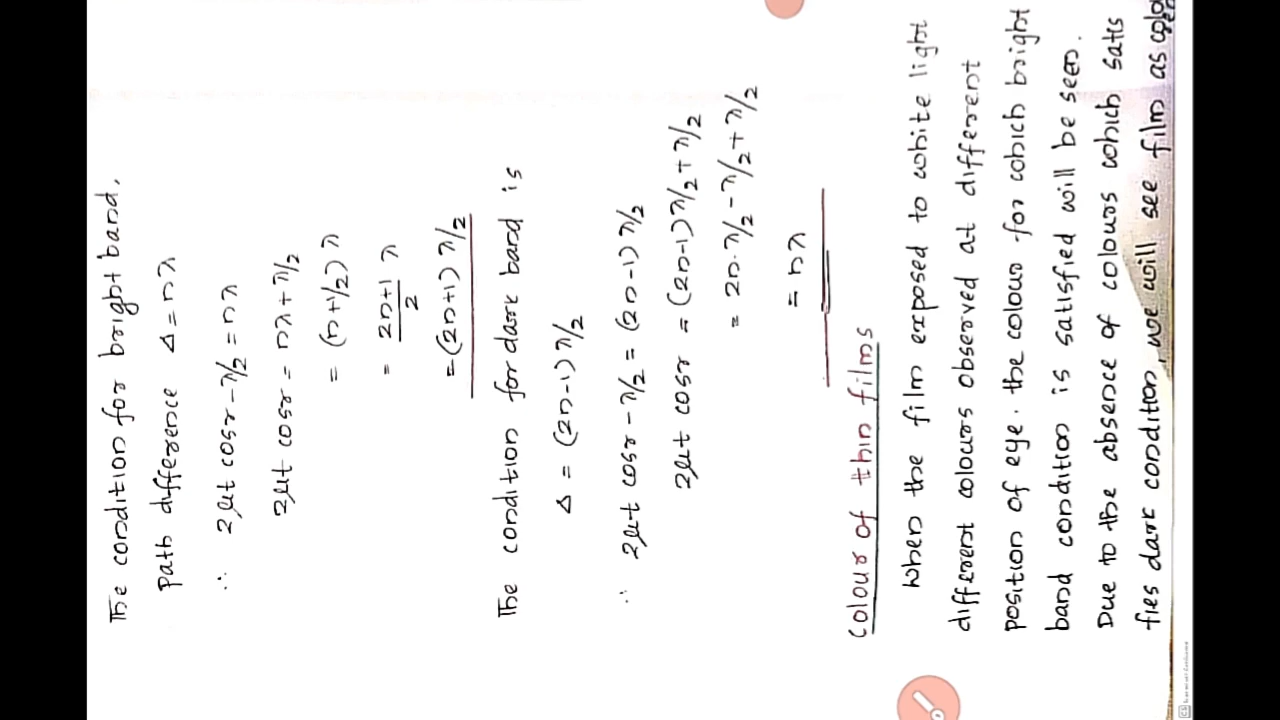 The condition for bright band,
Path difference Δ = nλ
∴ 2μt cosr - λ/2 = nλ
2μt cosr = nλ + λ/2
= (n+1/2) λ
= 2n+1/2 λ
= (2n+1) λ/2
The condition for dark band is
Δ = (2n-1) λ/2
∴ 2μt cosr - λ/2 = (2n-1) λ/2
2μt cosr = (2n-1) λ/2 + λ/2
= 2n·λ/2 - λ/2 + λ/2
= nλ
Colour of thin films
When the film exposed to white light
different colours observed at different
position of eye. the colour for which bright
band condition is satisfied will be seen.
Due to the absence of colours which satis
fies dark condition, we will see film as
CS